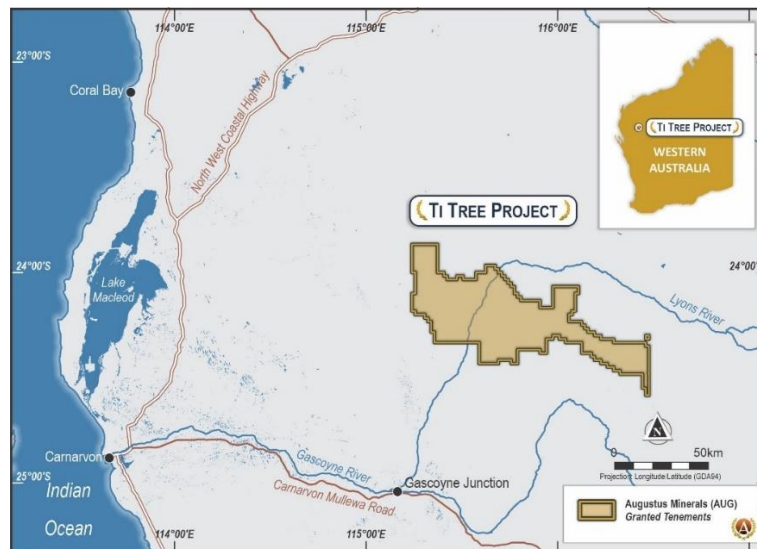 114°00'E
115°00'E
116°00'E
23°00'S
Coral Bay
North West Coastal Highway
TI TREE PROJECT
WESTERN
AUSTRALIA
TI TREE PROJECT
24°00'S
24°00'
Lake
Macleod
Lyons River
Carnarvon
Gascoyne River
Carnarvon Mullewa Road.
Gascoyne Junction
25°00'S
Indian
Ocean
N
0
50km
Projection: Longitude/Latitude (GDA94)
Augustus Minerals (AUG)
Granted Tenements
A
114°00'E
115°00'E